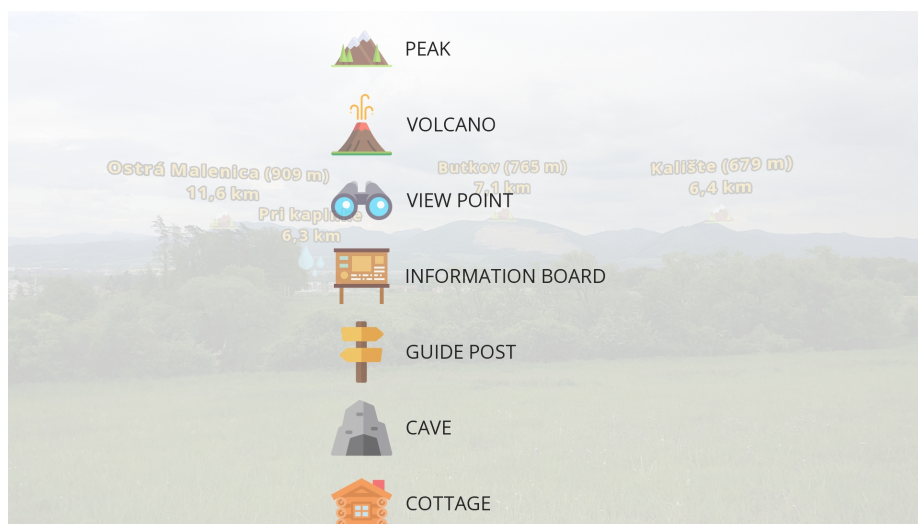 PEAK
VOLCANO
Ostrá Malenica (909 m)
11,6 km
Butkov (765 m)
7,1 km
Kalište (679 m)
6,4 km
VIEW POINT
Pri kaplnke
6,3 km
INFORMATION BOARD
GUIDE POST
CAVE
COTTAGE